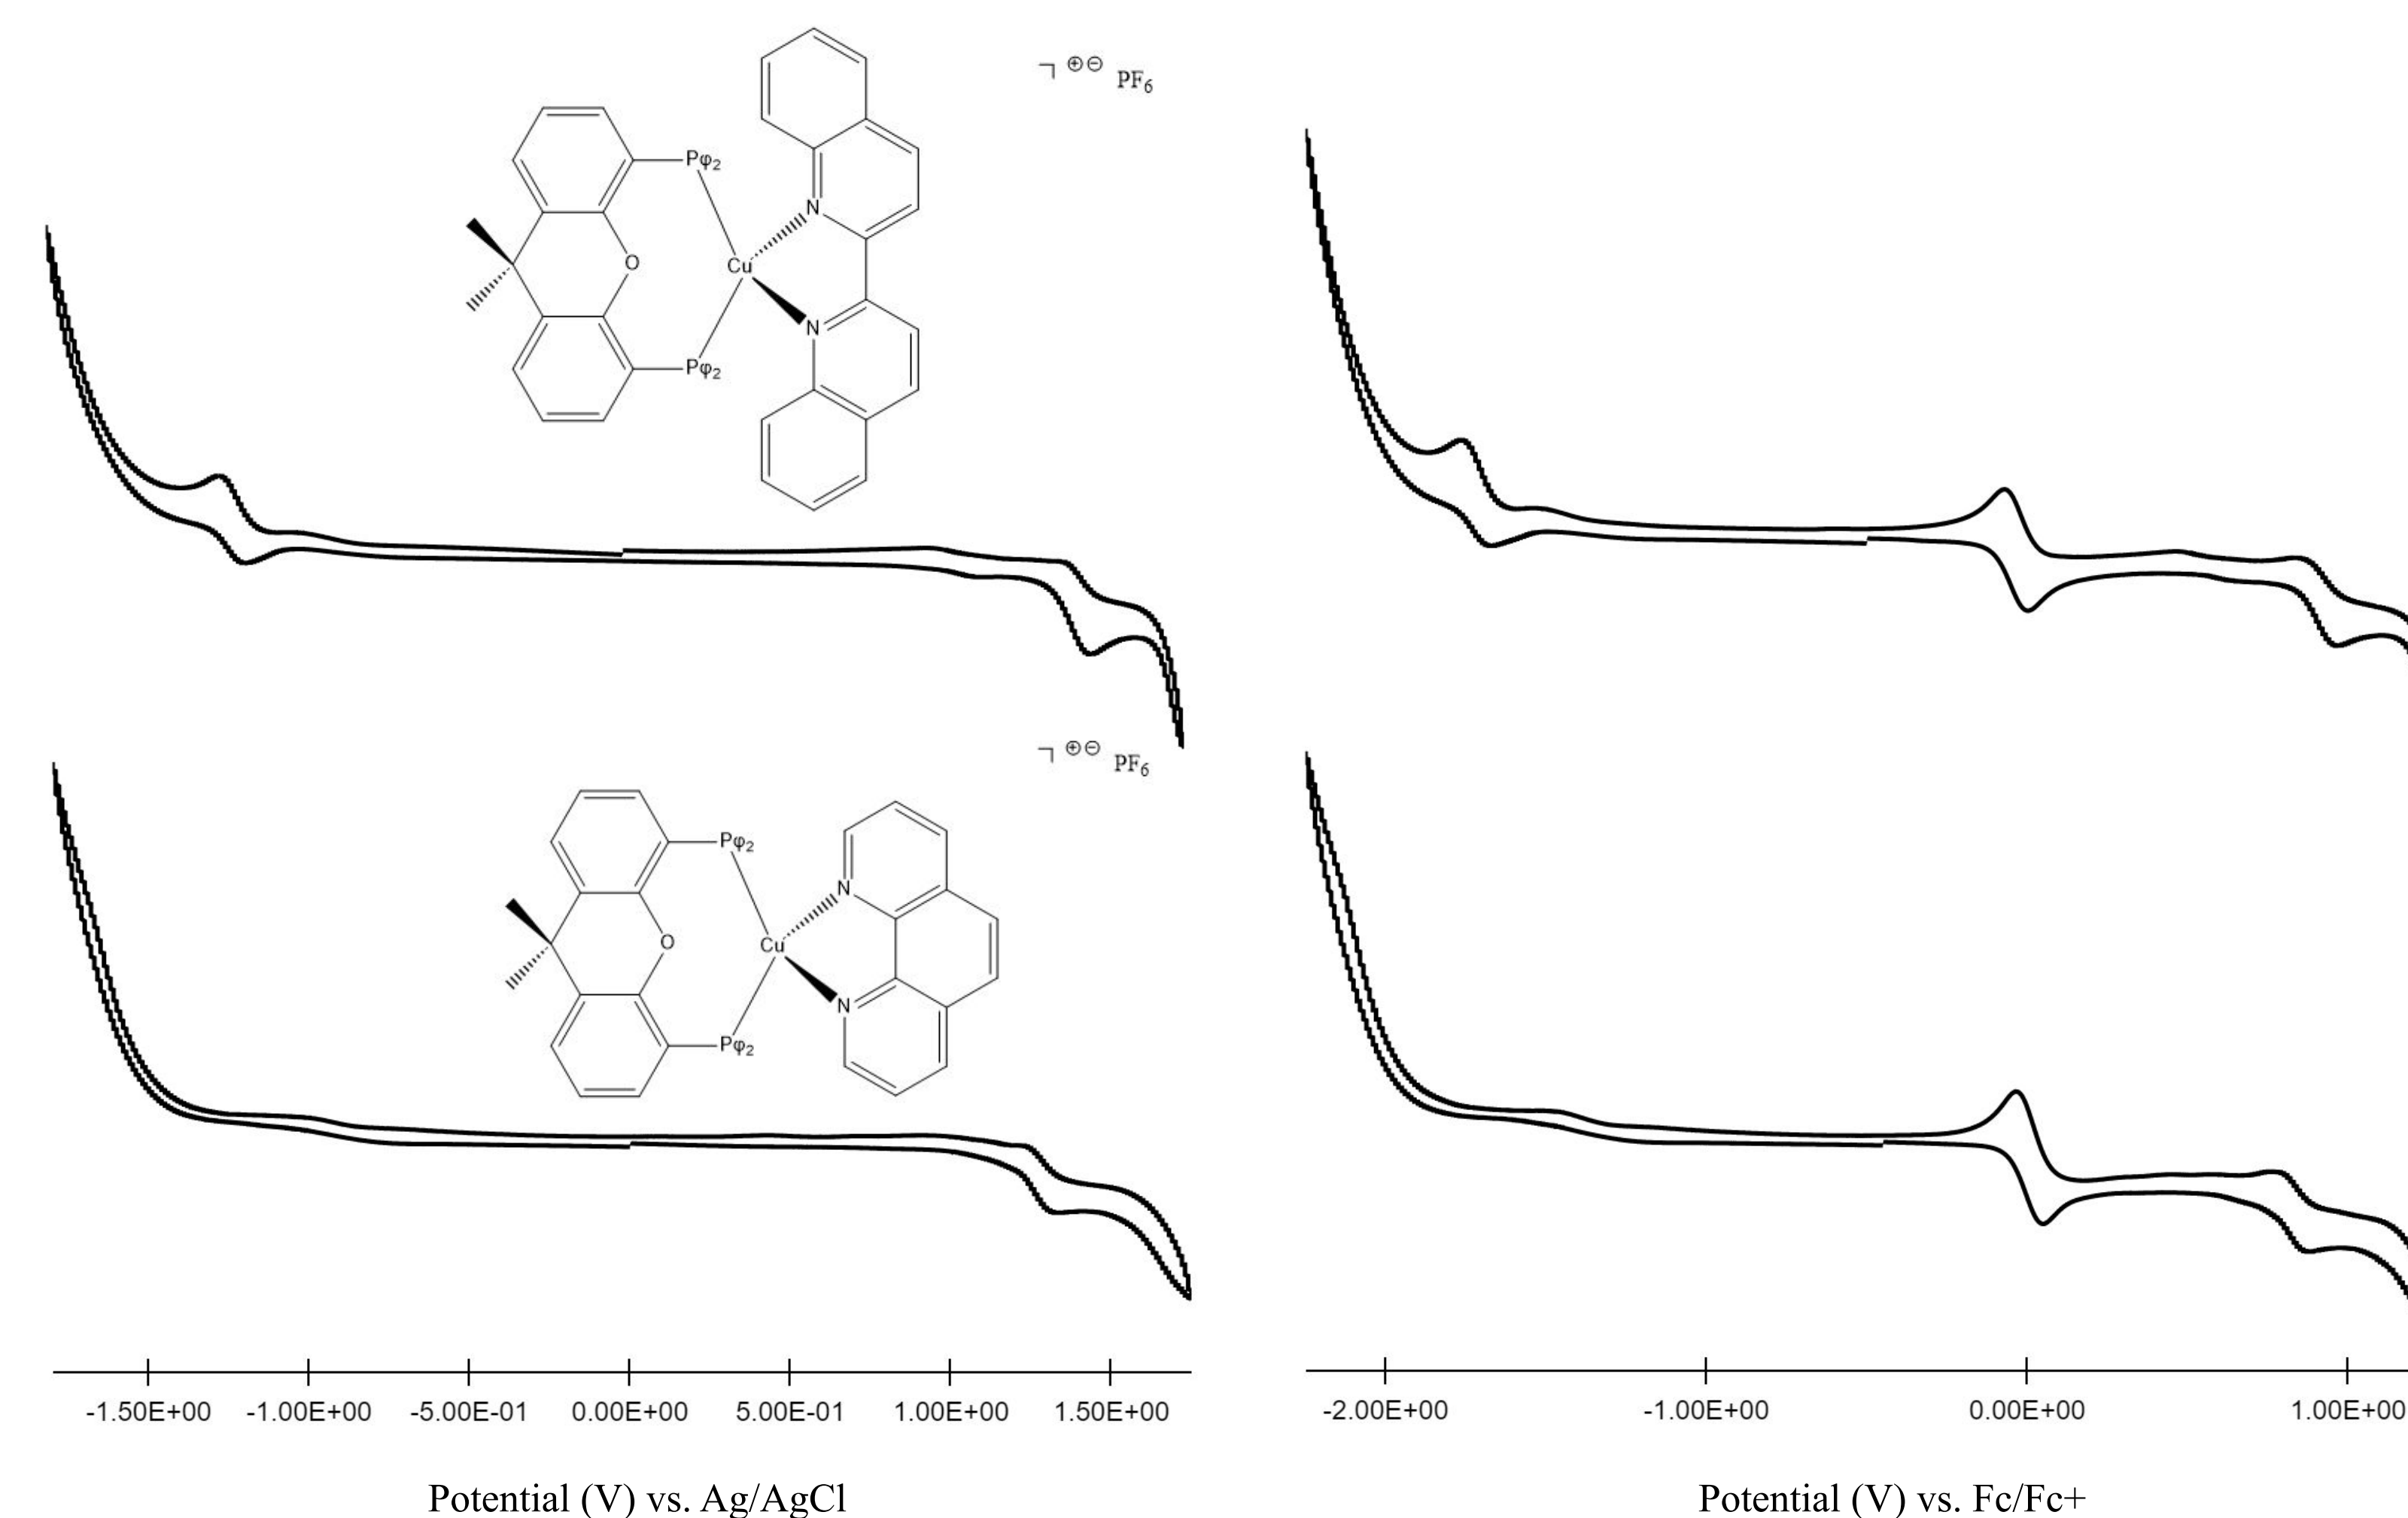 PF6
Pφ2
N
O
Cu
N
Pφ2
PF6
Pφ2
N
O
Cu
N
Pφ2
-1.50E+00 -1.00E+00 -5.00E-01 0.00E+00 5.00E-01 1.00E+00 1.50E+00
Potential (V) vs. Ag/AgCl
-2.00E+00 -1.00E+00 0.00E+00 1.00E+00
Potential (V) vs. Fc/Fc+